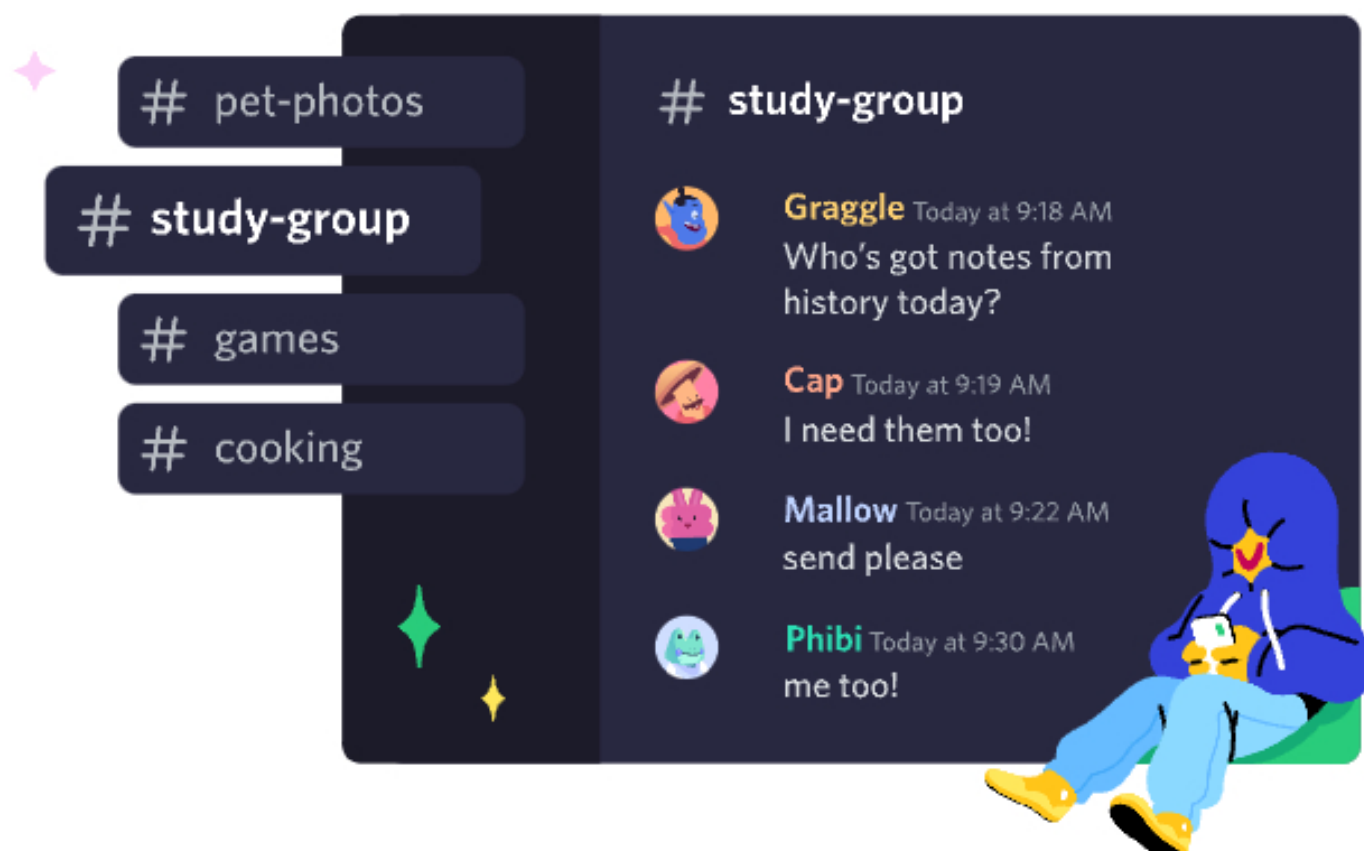 # pet-photos
# study-group
# games
# cooking
# study-group
Graggle Today at 9:18 AM
Who’s got notes from
history today?
Cap Today at 9:19 AM
I need them too!
Mallow Today at 9:22 AM
send please
Phibi Today at 9:30 AM
me too!